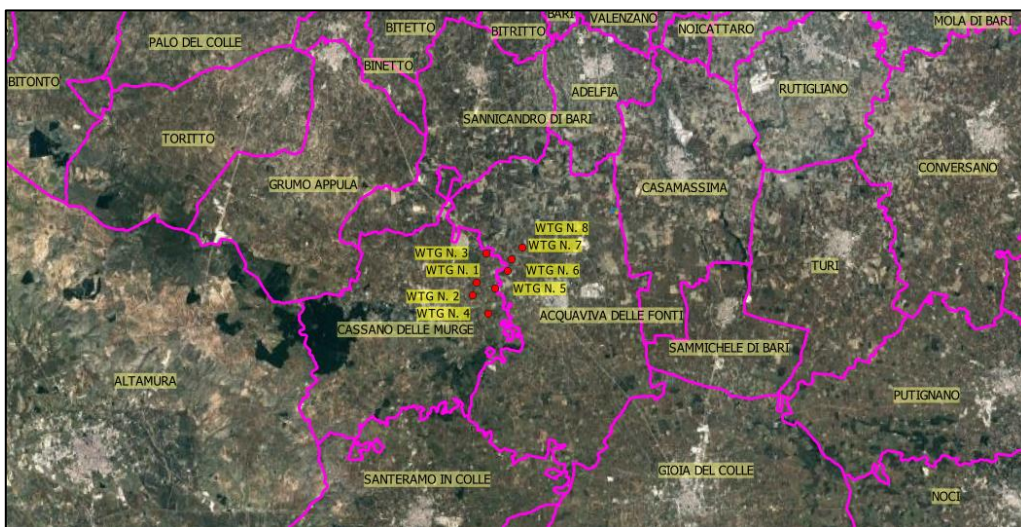 BARI
VALENZANO
MOLA DI BARI
BITETTO
BITRITTO
NOICATTARO
PALO DEL COLLE
BINETTO
BITONTO
ADELFIA
RUTIGLIANO
SANNICANDRO DI BARI
TORITTO
CONVERSANO
GRUMO APPULA
CASAMASSIMA
WTG N. 8
WTG N. 7
WTG N. 3
WTG N. 1
WTG N. 6
TURI
WTG N. 5
WTG N. 2
WTG N. 4
ACQUAVIVA DELLE FONTI
CASSANO DELLE MURGE
SAMMICHELE DI BARI
ALTAMURA
PUTIGNANO
GIOIA DEL COLLE
SANTERAMO IN COLLE
NOCI